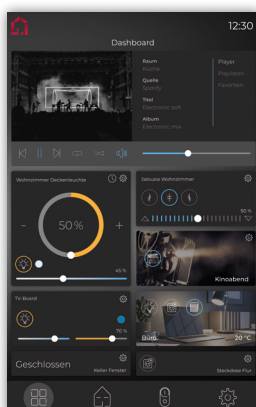 12:30
Dashboard
Raum
Küche
Quelle
Spotify
Titel
Electronic soft
Album
Electronic mix
Player
Playlisten
Favoriten
Wohnzimmer Deckenleuchte
50 %
45 %
Jalousie Wohnzimmer
50 %
Kinoabend
TV-Board
70 %
Büro
20 °C
Geschlossen
Keller Fenster
Steckdose Flur